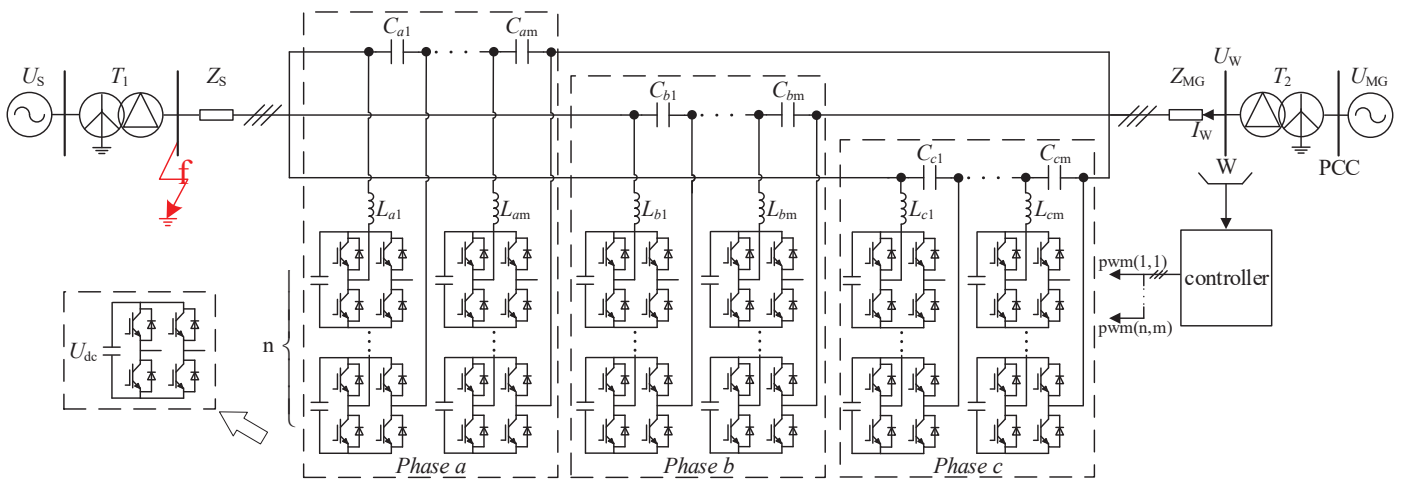 U_S
T_1
Z_S
f
C_a1
C_am
C_b1
C_bm
C_c1
C_cm
L_a1
L_am
L_b1
L_bm
L_c1
L_cm
n
U_dc
Phase a
Phase b
Phase c
Z_MG
I_W
U_W
T_2
U_MG
W
PCC
pwm(1,1)
pwm(n,m)
controller